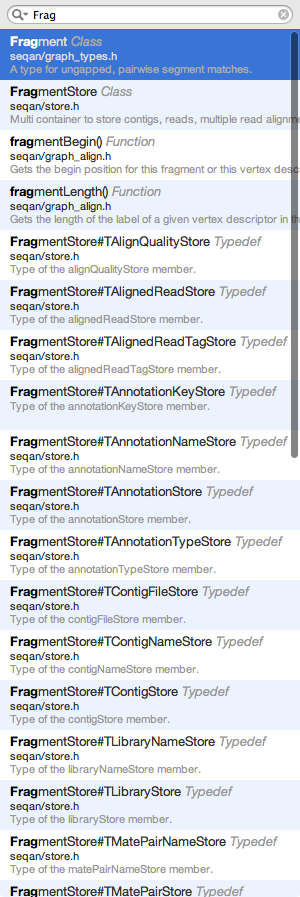 Frag
Fragment Class
seqan/graph_types.h
A type for ungapped, pairwise segment matches.
FragmentStore Class
seqan/store.h
Multi container to store contigs, reads, multiple read alignme
fragmentBegin() Function
seqan/graph_align.h
Gets the begin position for this fragment or this vertex desc
fragmentLength() Function
seqan/graph_align.h
Gets the length of the label of a given vertex descriptor in th
FragmentStore#TAlignQualityStore Typedef
seqan/store.h
Type of the alignQualityStore member.
FragmentStore#TAlignedReadStore Typedef
seqan/store.h
Type of the alignedReadStore member.
FragmentStore#TAlignedReadTagStore Typedef
seqan/store.h
Type of the alignedReadTagStore member.
FragmentStore#TAnnotationKeyStore Typedef
Type of the annotationKeyStore member.
FragmentStore#TAnnotationNameStore Typedef
seqan/store.h
Type of the annotationNameStore member.
FragmentStore#TAnnotationStore Typedef
seqan/store.h
Type of the annotationStore member.
FragmentStore#TAnnotationTypeStore Typedef
seqan/store.h
Type of the annotationTypeStore member.
FragmentStore#TContigFileStore Typedef
seqan/store.h
Type of the contigFileStore member.
FragmentStore#TContigNameStore Typedef
seqan/store.h
Type of the contigNameStore member.
FragmentStore#TContigStore Typedef
seqan/store.h
Type of the contigStore member.
FragmentStore#TLibraryNameStore Typedef
seqan/store.h
Type of the libraryNameStore member.
FragmentStore#TLibraryStore Typedef
seqan/store.h
Type of the libraryStore member.
FragmentStore#TMatePairNameStore Typedef
seqan/store.h
Type of the matePairNameStore member.
FragmentStore#TMatePairStore Typedef